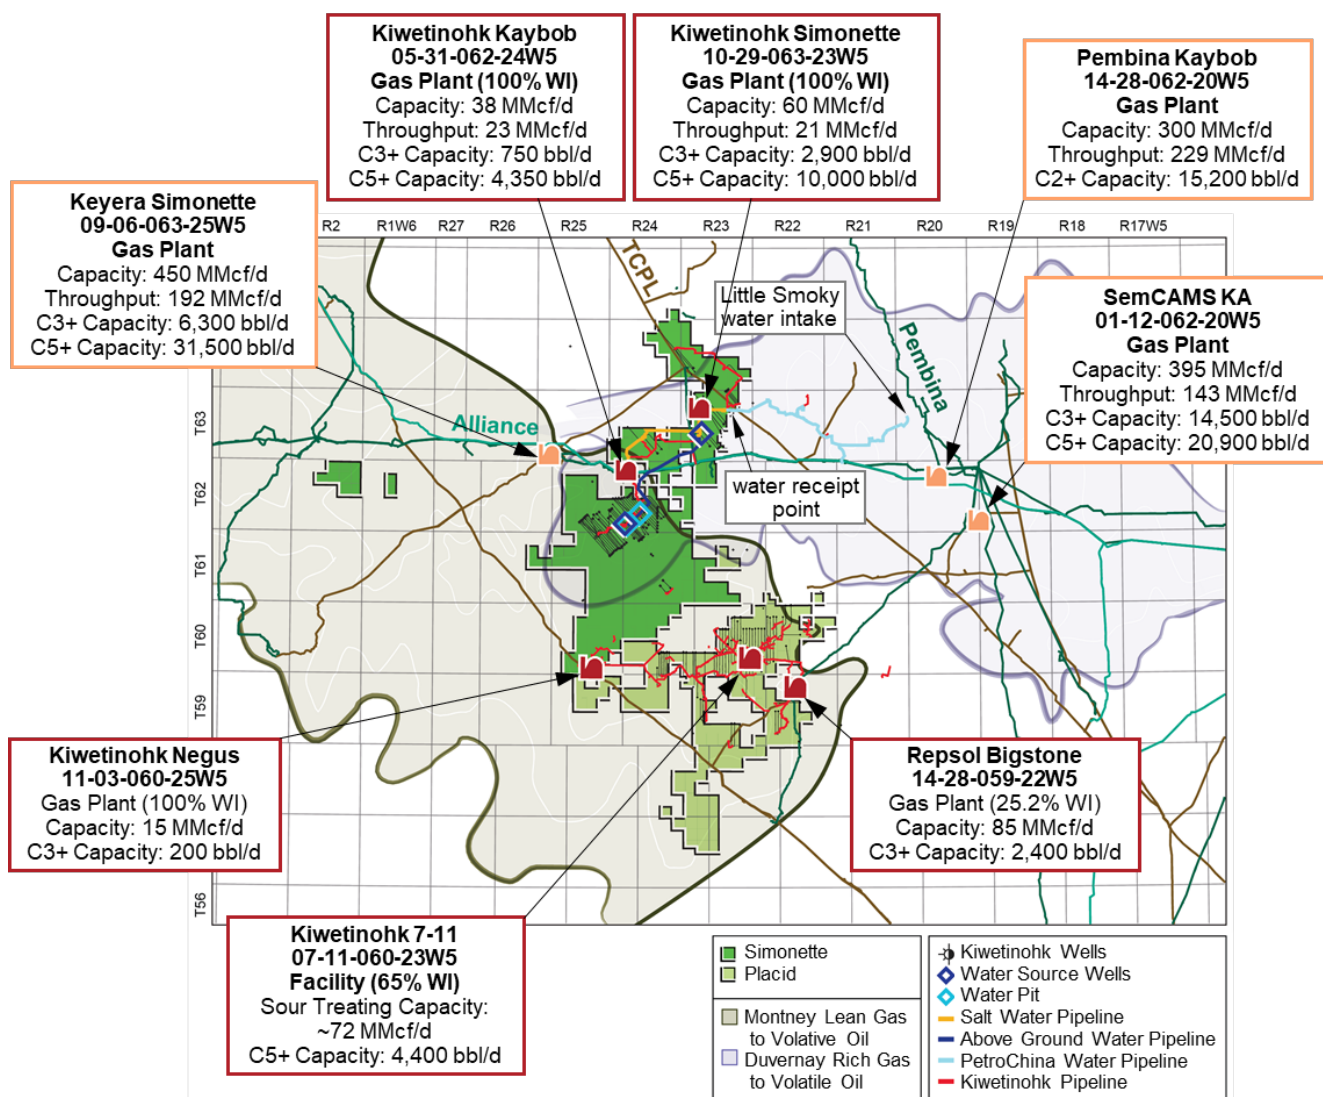 Kiwetinohk Kaybob
05-31-062-24W5
Gas Plant (100% WI)
Capacity: 38 MMcf/d
Throughput: 23 MMcf/d
C3+ Capacity: 750 bbl/d
C5+ Capacity: 4,350 bbl/d
Kiwetinohk Simonette
10-29-063-23W5
Gas Plant (100% WI)
Capacity: 60 MMcf/d
Throughput: 21 MMcf/d
C3+ Capacity: 2,900 bbl/d
C5+ Capacity: 10,000 bbl/d
Pembina Kaybob
14-28-062-20W5
Gas Plant
Capacity: 300 MMcf/d
Throughput: 229 MMcf/d
C2+ Capacity: 15,200 bbl/d
Keyera Simonette
09-06-063-25W5
Gas Plant
Capacity: 450 MMcf/d
Throughput: 192 MMcf/d
C3+ Capacity: 6,300 bbl/d
C5+ Capacity: 31,500 bbl/d
R2 R1W6 R27 R26 R25 R24 R23 R22 R21 R20 R19 R18 R17W5
TCPL
Little Smoky
water intake
Pembina
SemCAMS KA
01-12-062-20W5
Gas Plant
Capacity: 395 MMcf/d
Throughput: 143 MMcf/d
C3+ Capacity: 14,500 bbl/d
C5+ Capacity: 20,900 bbl/d
Alliance
water receipt
point
T63
T62
T61
T60
T59
T56
Kiwetinohk Negus
11-03-060-25W5
Gas Plant (100% WI)
Capacity: 15 MMcf/d
C3+ Capacity: 200 bbl/d
Repsol Bigstone
14-28-059-22W5
Gas Plant (25.2% WI)
Capacity: 85 MMcf/d
C3+ Capacity: 2,400 bbl/d
Kiwetinohk 7-11
07-11-060-23W5
Facility (65% WI)
Sour Treating Capacity:
~72 MMcf/d
C5+ Capacity: 4,400 bbl/d
Simonette
Placid
Montney Lean Gas
to Volative Oil
Duvernay Rich Gas
to Volatile Oil
Kiwetinohk Wells
Water Source Wells
Water Pit
Salt Water Pipeline
Above Ground Water Pipeline
PetroChina Water Pipeline
Kiwetinohk Pipeline